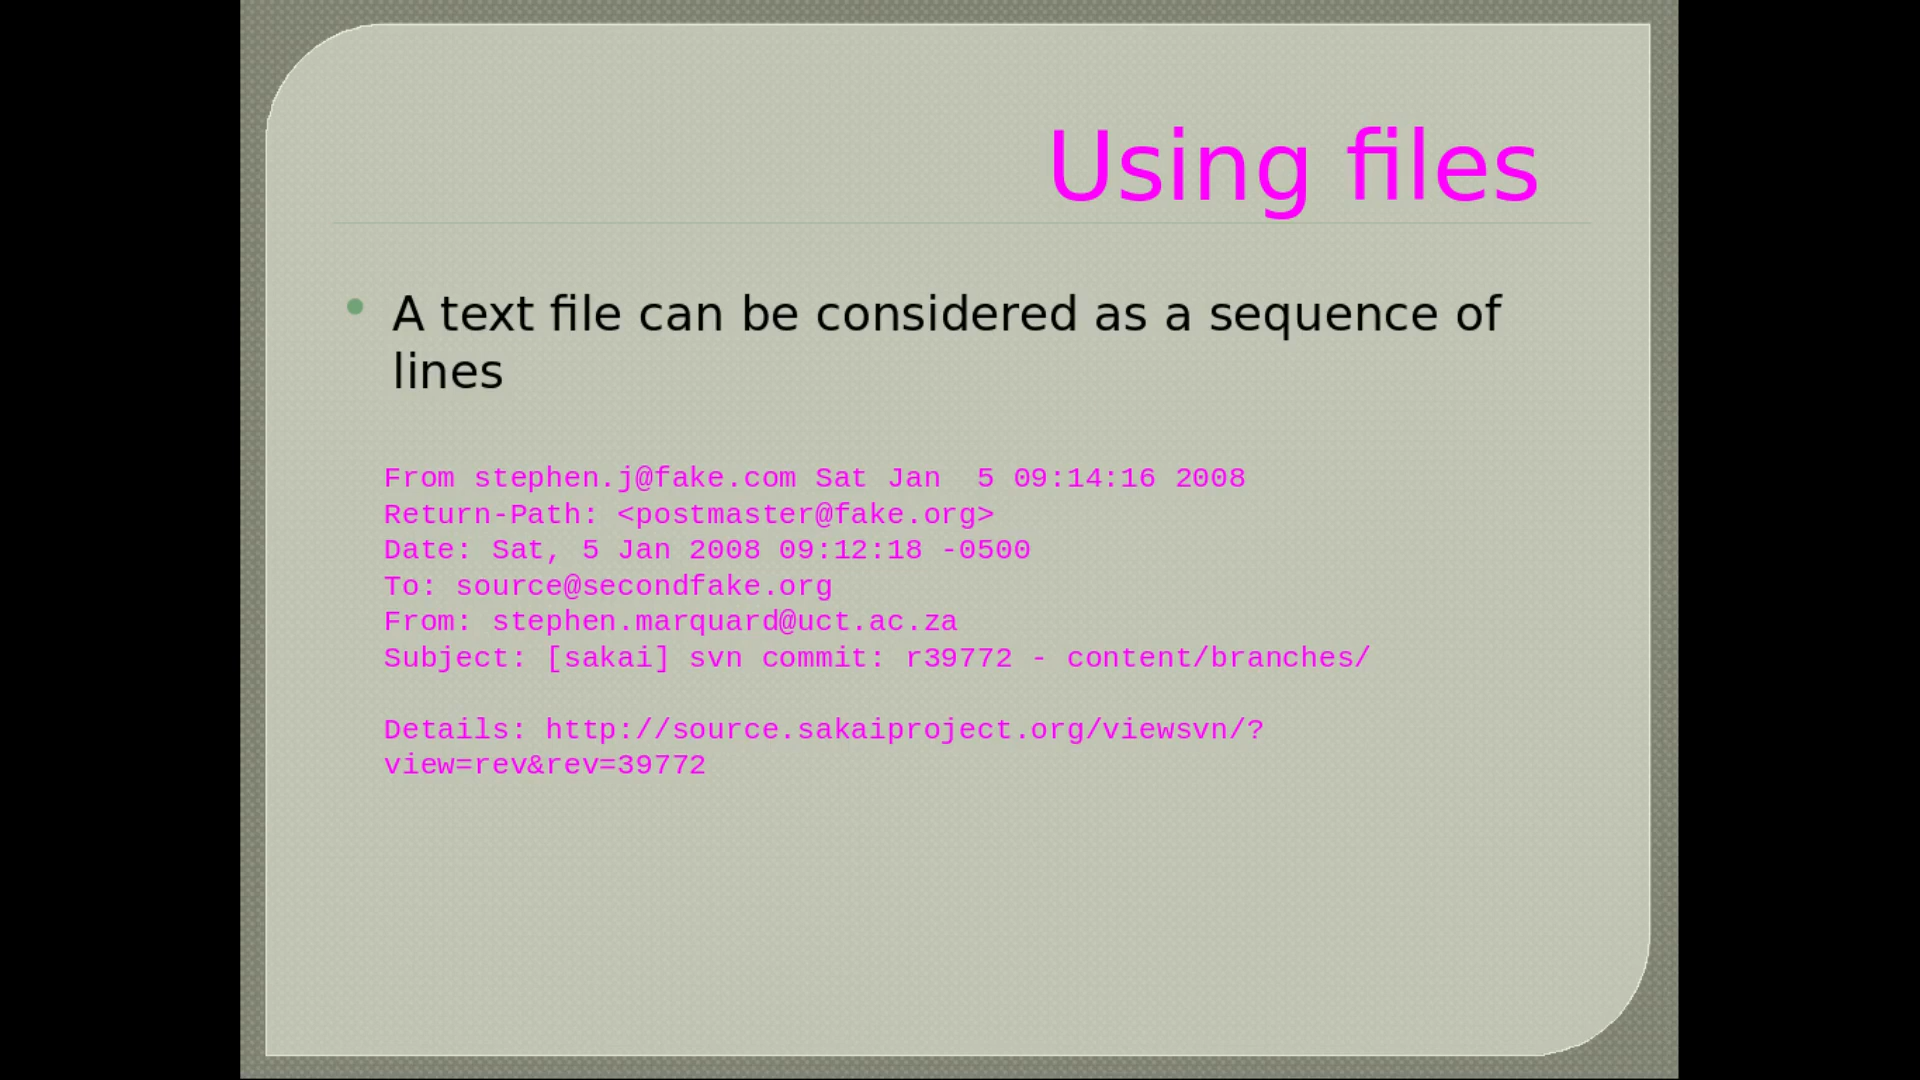 Using files
A text file can be considered as a sequence of
lines
From stephen.j@fake.com Sat Jan  5 09:14:16 2008
Return-Path: <postmaster@fake.org>
Date: Sat, 5 Jan 2008 09:12:18 -0500
To: source@secondfake.org
From: stephen.marquard@uct.ac.za
Subject: [sakai] svn commit: r39772 - content/branches/
Details: http://source.sakaiproject.org/viewsvn/?
view=rev&rev=39772